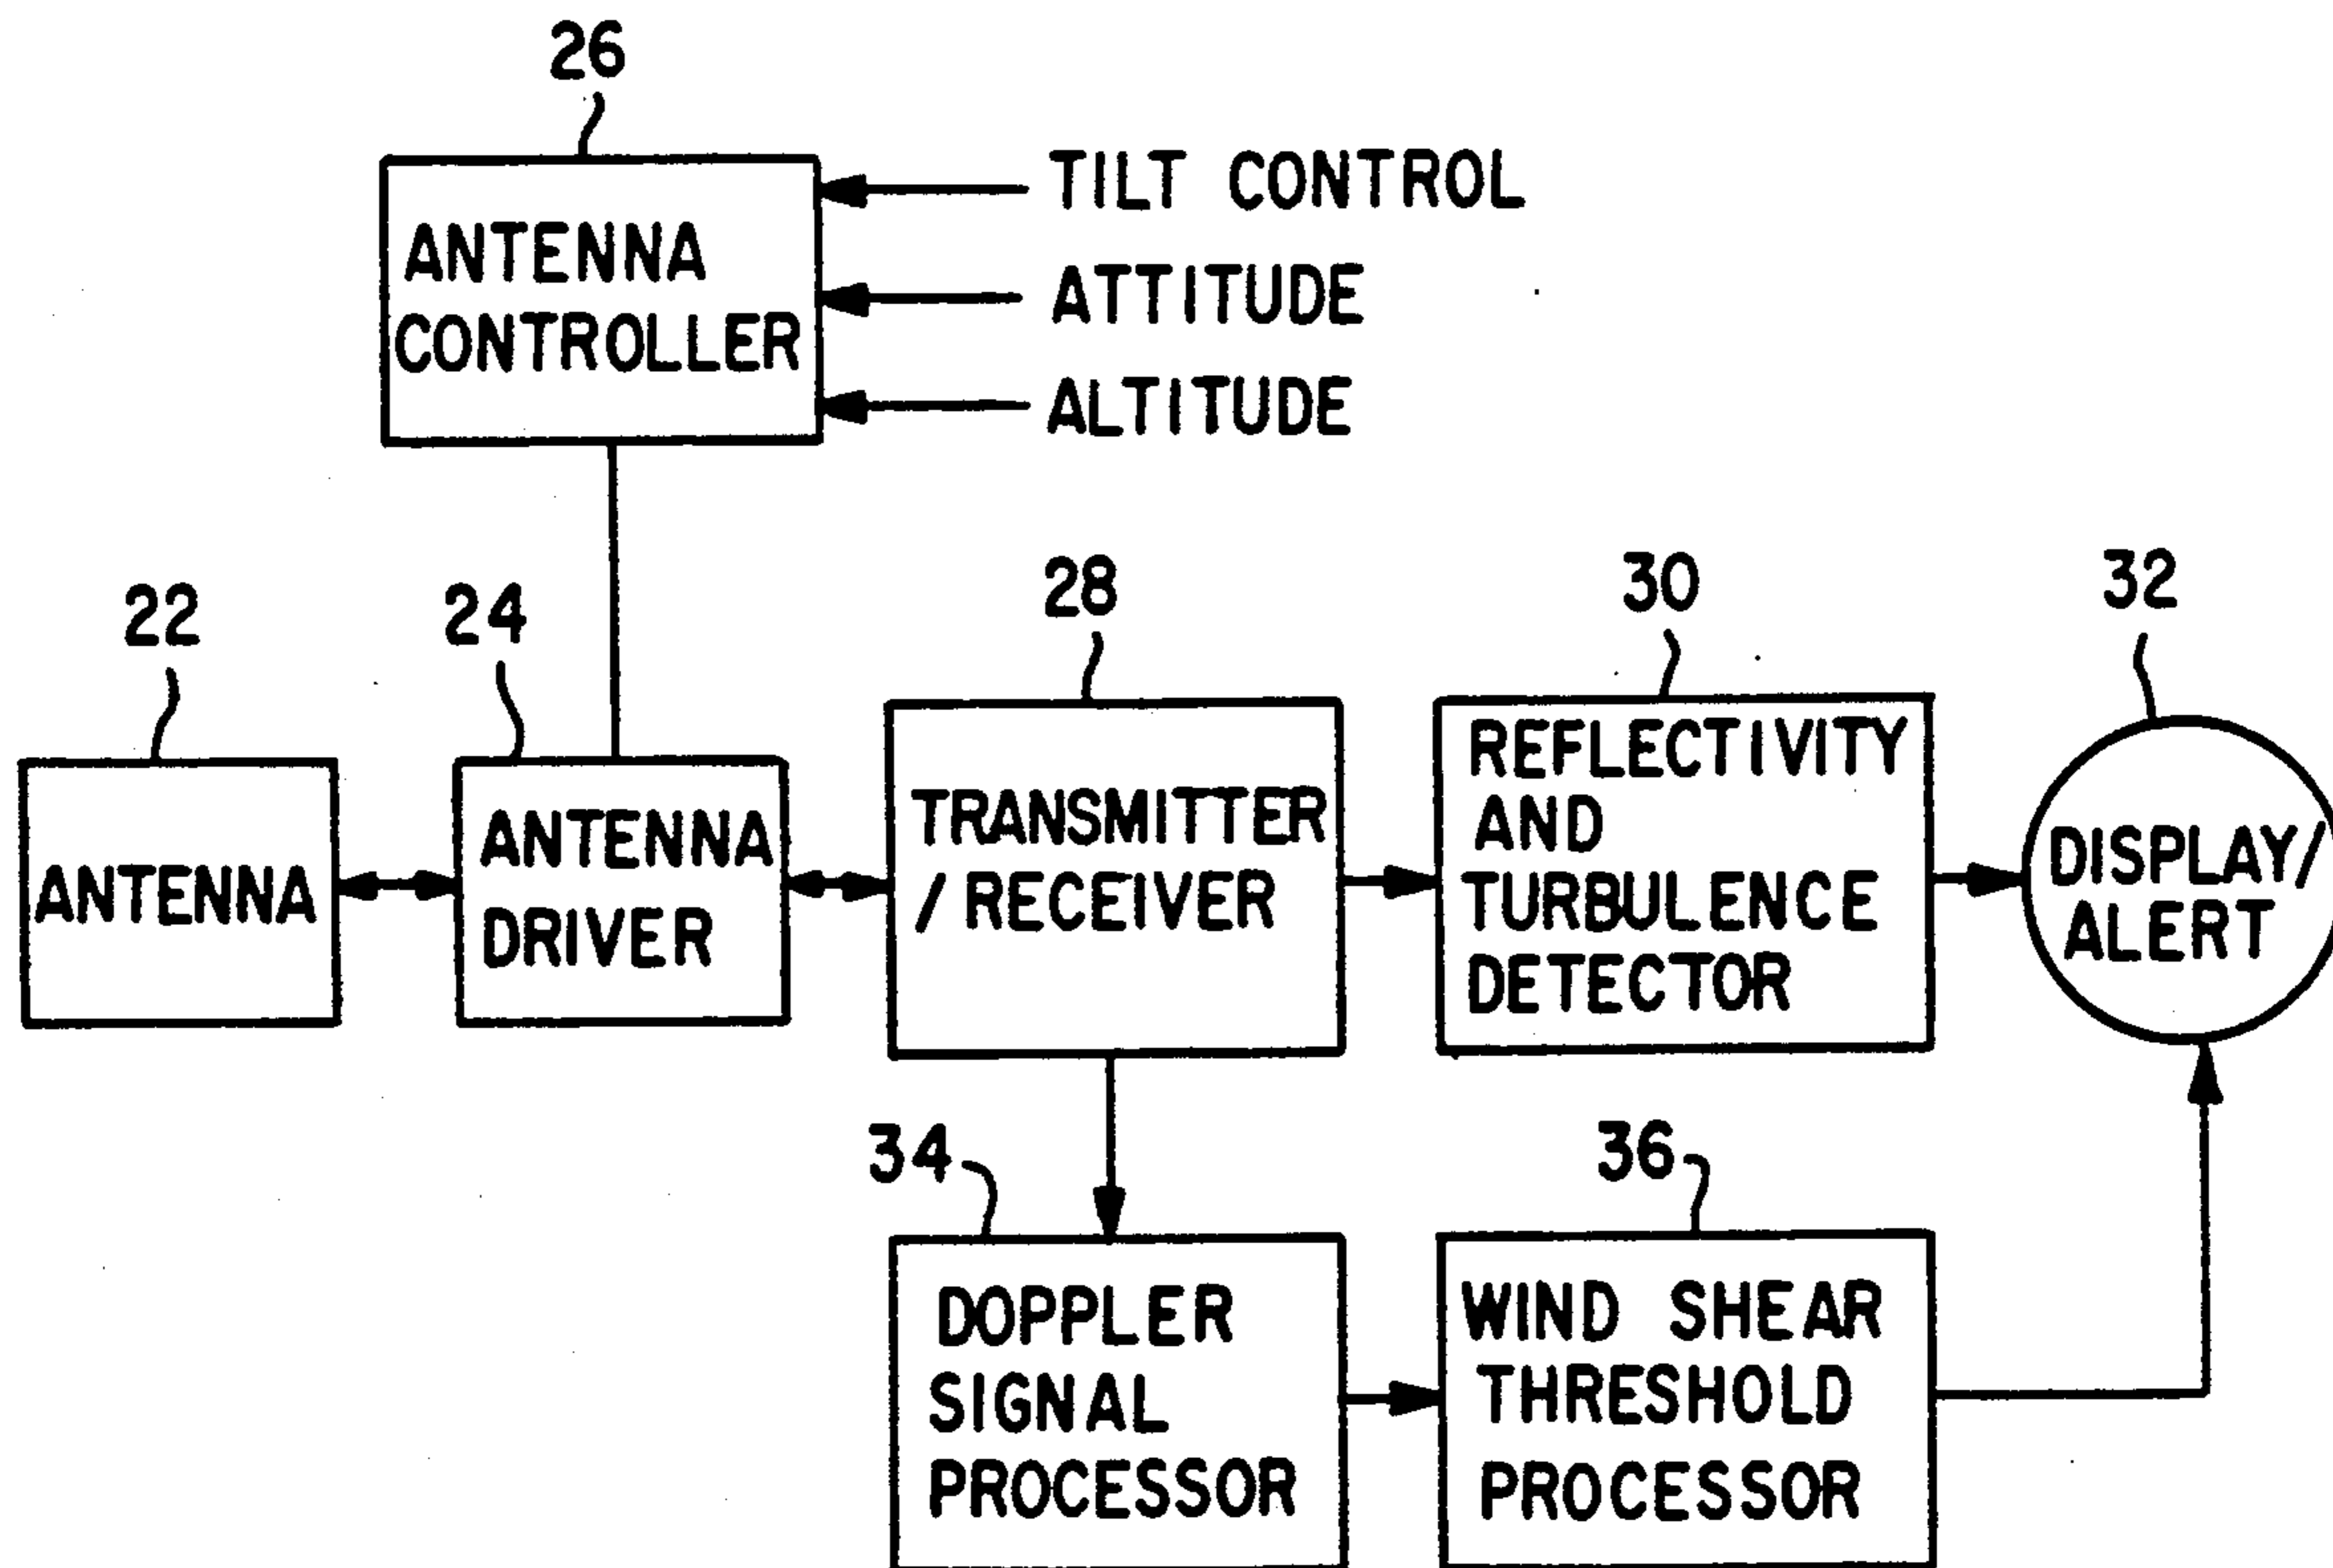 26
TILT CONTROL
ANTENNA
CONTROLLER
ATTITUDE
ALTITUDE
22
24
28
30
32
ANTENNA
ANTENNA
DRIVER
TRANSMITTER
/ RECEIVER
REFLECTIVITY
AND
TURBULENCE
DETECTOR
DISPLAY/
ALERT
34
36
DOPPLER
SIGNAL
PROCESSOR
WIND SHEAR
THRESHOLD
PROCESSOR